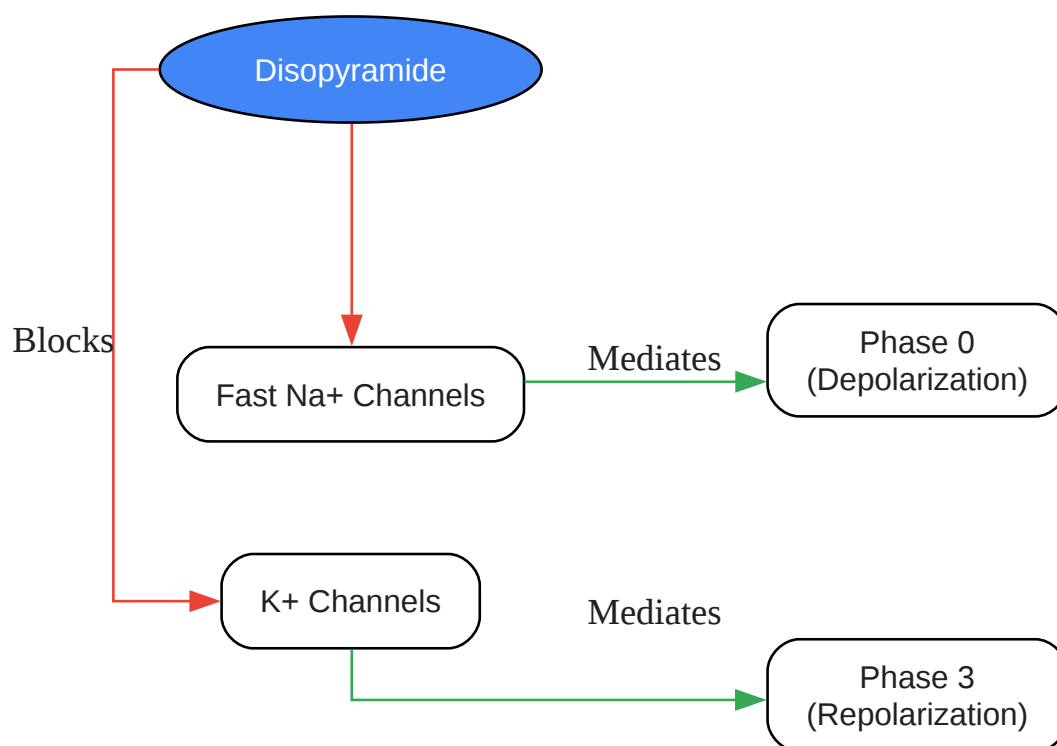 Disopyramide
Blocks
Fast Na+ Channels
Mediates
Phase 0
(Depolarization)
K+ Channels
Mediates
Phase 3
(Repolarization)